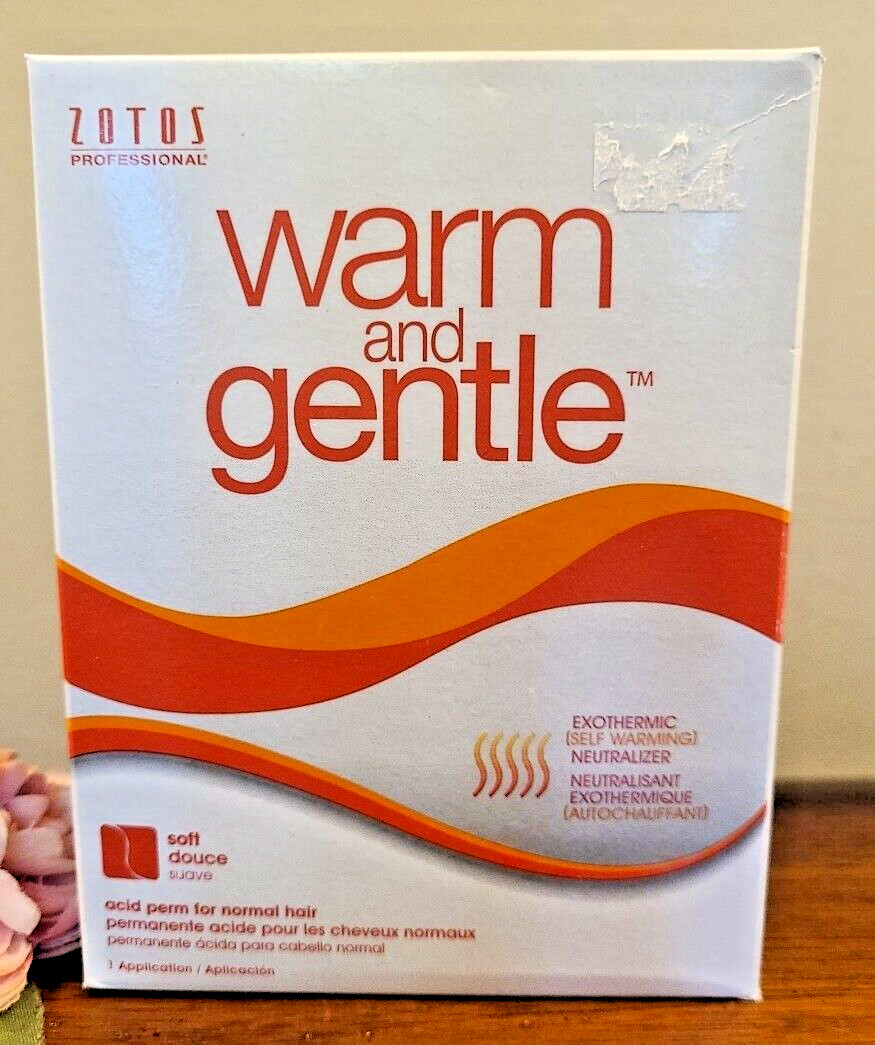 ZOTOS
PROFESSIONAL®
warm
and
gentle™
EXOTHERMIC
(SELF WARMING)
NEUTRALIZER
NEUTRALISANT
EXOTHERMIQUE
(AUTOCHAUFFANT)
soft
douce
suave
acid perm for normal hair
permanente acide pour les cheveux normaux
permanente ácida para cabello normal
1 Application / Aplicación